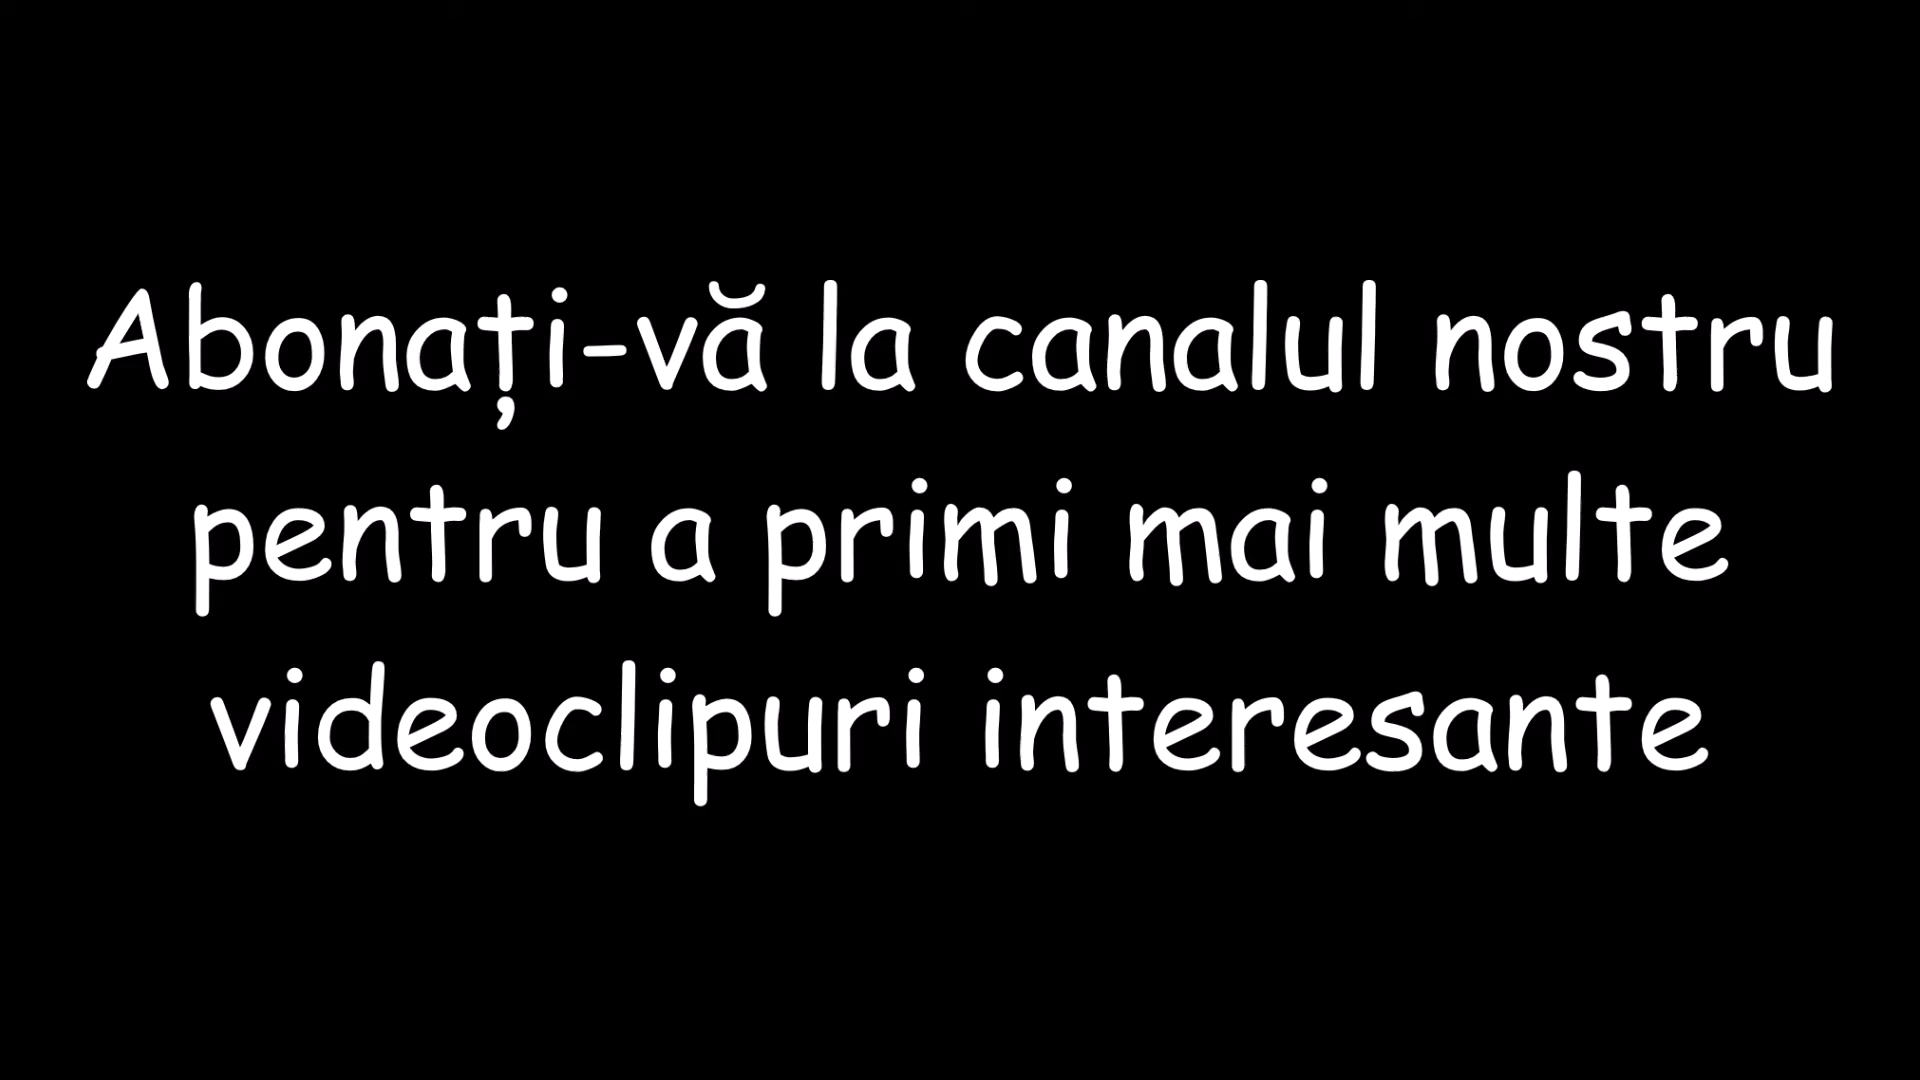 Abonați-vă la canalul nostru
pentru a primi mai multe
videoclipuri interesante